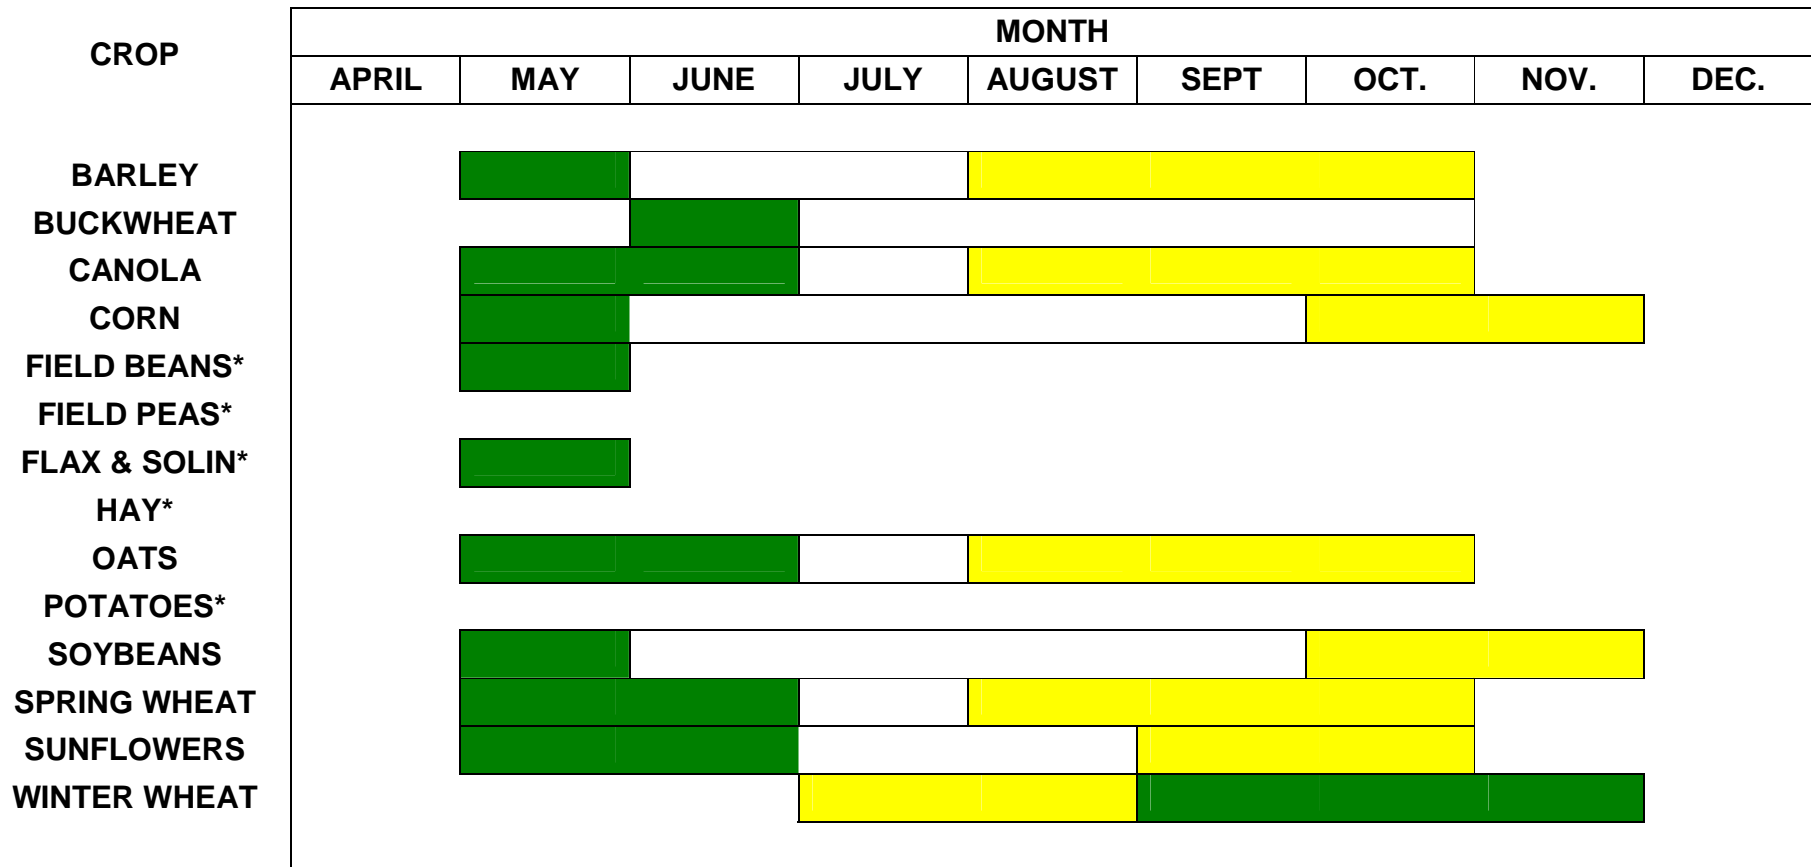 MONTH
CROP
APRIL MAY JUNE JULY AUGUST SEPT OCT. NOV. DEC.
BARLEY
BUCKWHEAT
CANOLA
CORN
FIELD BEANS*
FIELD PEAS*
FLAX & SOLIN*
HAY*
OATS
POTATOES*
SOYBEANS
SPRING WHEAT
SUNFLOWERS
WINTER WHEAT